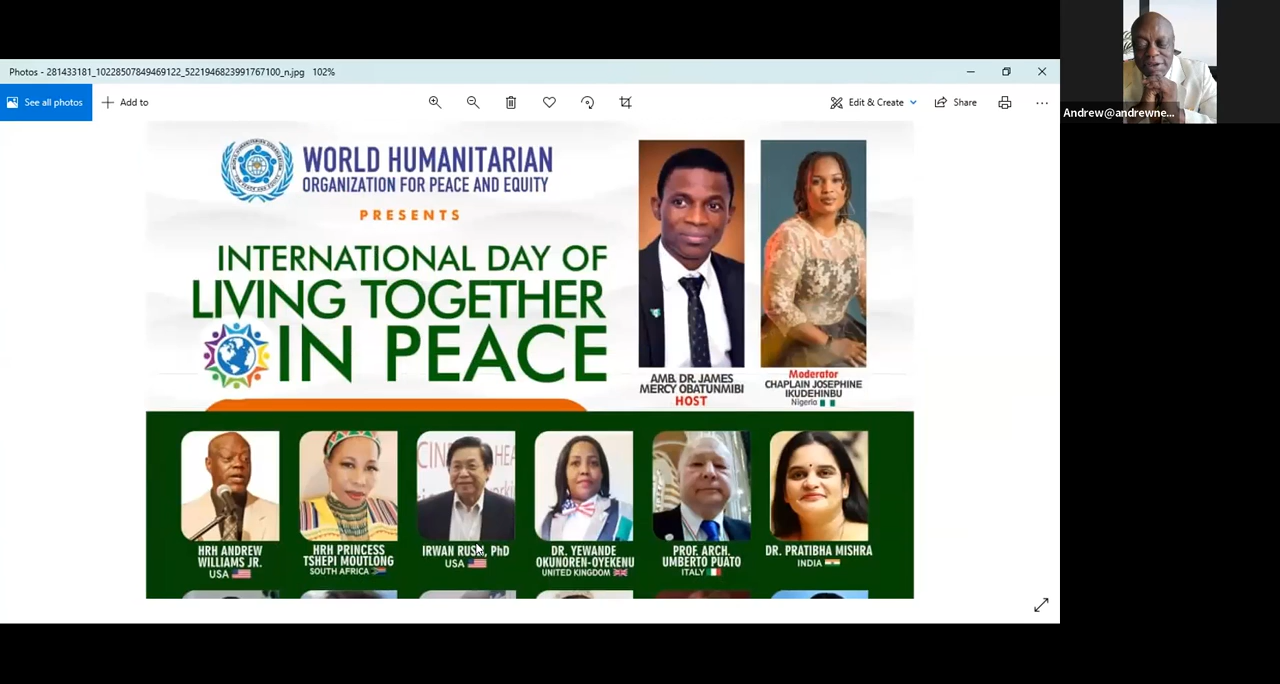 Photos - 281433181_10228507849469122_5221946823991767100_n.jpg 102%
See all photos
Add to
Edit & Create
Share
Andrew@andrewne...
WORLD HUMANITARIAN
ORGANIZATION FOR PEACE AND EQUITY
PRESENTS
INTERNATIONAL DAY OF
LIVING TOGETHER
IN PEACE
AMB. DR. JAMES
MERCY OBATUNMIBI
HOST
Moderator
CHAPLAIN JOSEPHINE
IKUDEHINBU
Nigeria
HRH ANDREW
WILLIAMS JR.
USA
HRH PRINCESS
TSHEPI MOUTLONG
SOUTH AFRICA
IRWAN PhD
USA
DR. YEWANDE
OKUNOREN-OYEKENU
UNITED KINGDOM
PROF. ARCH.
UMBERTO PUATO
ITALY
DR. PRATIBHA MISHRA
INDIA